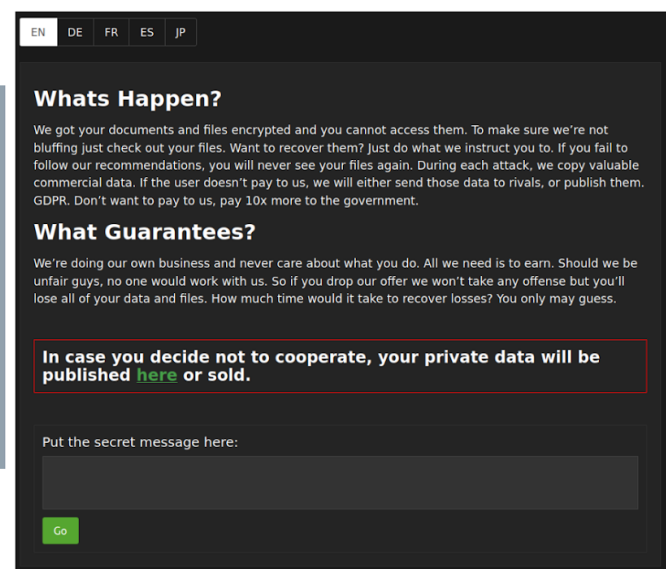 EN DE FR ES JP
Whats Happen?
We got your documents and files encrypted and you cannot access them. To make sure we're not
bluffing just check out your files. Want to recover them? Just do what we instruct you to. If you fail to
follow our recommendations, you will never see your files again. During each attack, we copy valuable
commercial data. If the user doesn't pay to us, we will either send those data to rivals, or publish them.
GDPR. Don't want to pay to us, pay 10x more to the government.
What Guarantees?
We're doing our own business and never care about what you do. All we need is to earn. Should we be
unfair guys, no one would work with us. So if you drop our offer we won't take any offense but you'll
lose all of your data and files. How much time would it take to recover losses? You only may guess.
In case you decide not to cooperate, your private data will be
published here or sold.
Put the secret message here:
Go